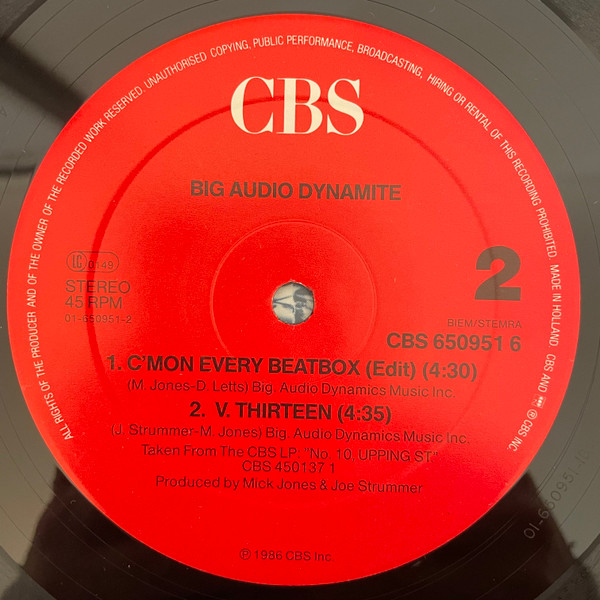 ALL RIGHTS OF THE PRODUCER AND OF THE OWNER OF THE RECORDED WORK RESERVED. UNAUTHORISED COPYING, PUBLIC PERFORMANCE, BROADCASTING, HIRING OR RENTAL OF THIS RECORDING PROHIBITED. MADE IN HOLLAND. CBS AND ® CBS INC.
CBS
BIG AUDIO DYNAMITE
LC 0149
STEREO
45 RPM
01-650951-2
2
BIEM/STEMRA
CBS 650951 6
1. C'MON EVERY BEATBOX (Edit) (4:30)
(M. Jones-D. Letts) Big. Audio Dynamics Music Inc.
2. V. THIRTEEN (4:35)
(J. Strummer-M. Jones) Big. Audio Dynamics Music Inc.
Taken From The CBS LP. "No. 10, UPPING ST."
CBS 450137 1
Produced by Mick Jones & Joe Strummer
℗ 1986 CBS Inc.